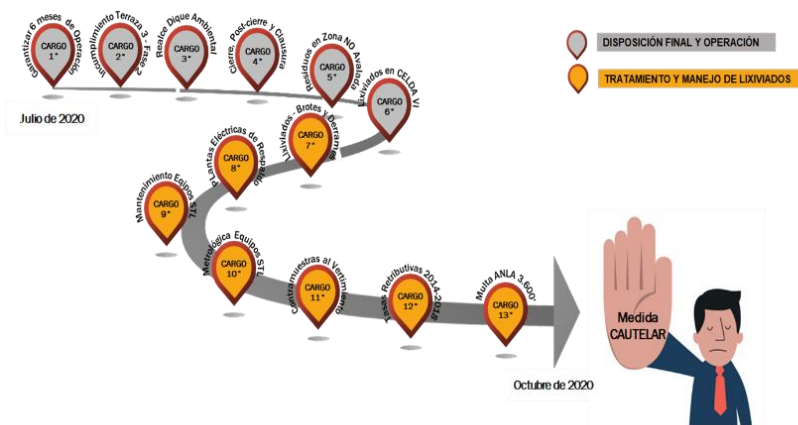 Garantizar 6 meses de Operación
CARGO
1°
Incumplimiento Terraza 3 - Fase 2
CARGO
2°
Realce Dique Ambiental
CARGO
3°
Cierre, Post-cierre y Clausura
CARGO
4°
Residuos en Zona NO Avalada
CARGO
5°
Lixiviados en CELDA VI
CARGO
6°
DISPOSICIÓN FINAL Y OPERACIÓN
TRATAMIENTO Y MANEJO DE LIXIVIADOS
Julio de 2020
Lixiviados - Brotes y Derrames
CARGO
7°
Plantas Eléctricas de Respaldo
CARGO
8°
Mantenimiento Eqipos STL
CARGO
9°
Metrológica Equipos STL
CARGO
10°
Contramuestras al Vertimiento
CARGO
11°
Tasas Retributivas 2014-2018
CARGO
12°
Multa ANLA 3.600'
CARGO
13°
Medida
CAUTELAR
Octubre de 2020